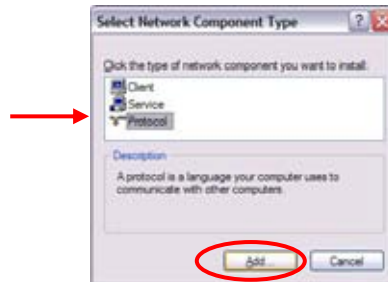 Select Network Component Type
Click the type of network component you want to install:
Client
Service
Protocol
Description
A protocol is a language your computer uses to
communicate with other computers.
Add...
Cancel